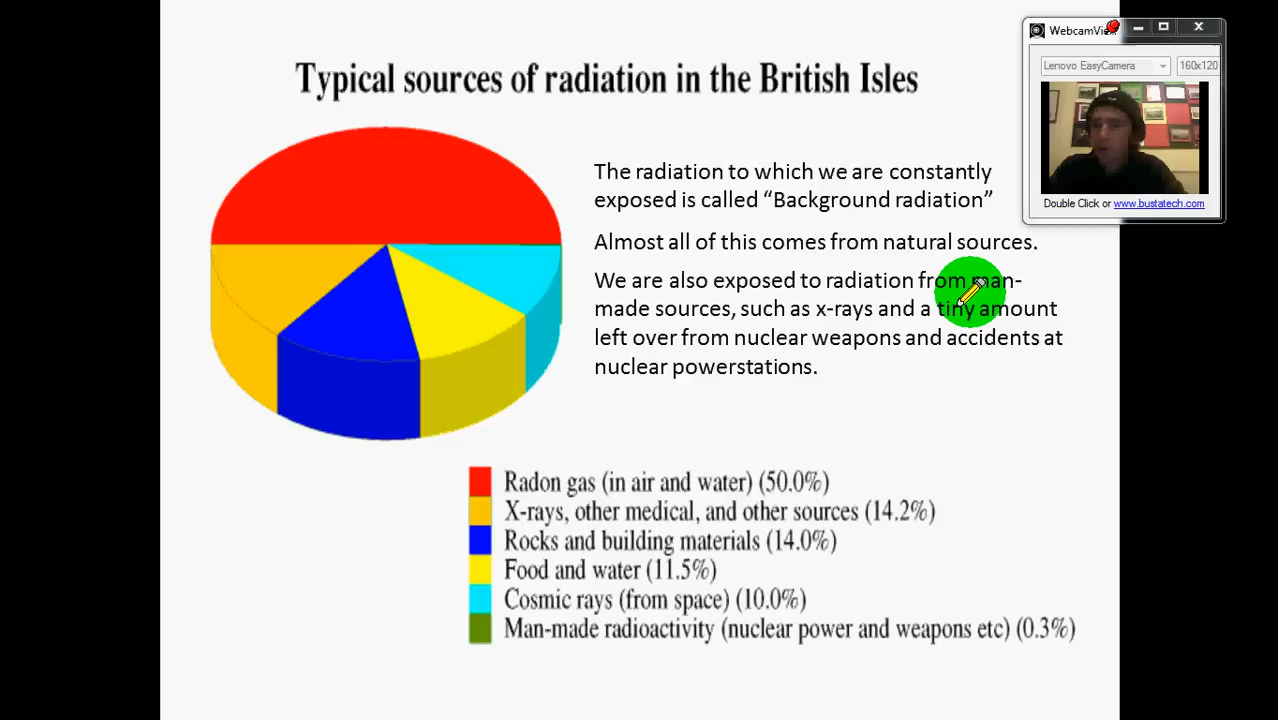 WebcamVie
Lenovo EasyCamera
160x120
Double Click or www.bustatech.com
Typical sources of radiation in the British Isles
The radiation to which we are constantly
exposed is called “Background radiation”
Almost all of this comes from natural sources.
We are also exposed to radiation from man-
made sources, such as x-rays and a tiny amount
left over from nuclear weapons and accidents at
nuclear powerstations.
Radon gas (in air and water) (50.0%)
X-rays, other medical, and other sources (14.2%)
Rocks and building materials (14.0%)
Food and water (11.5%)
Cosmic rays (from space) (10.0%)
Man-made radioactivity (nuclear power and weapons etc) (0.3%)